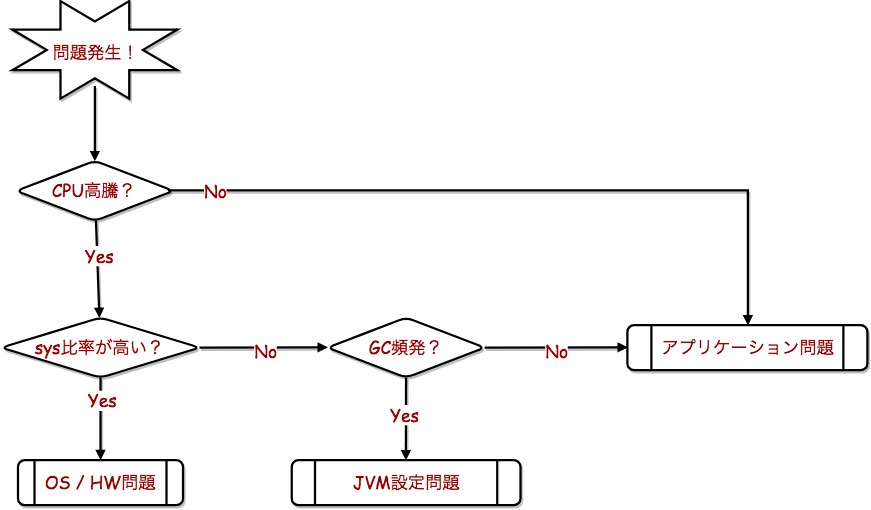 問題発生！
CPU高騰？
No
Yes
sys比率が高い？
No
GC頻発？
No
アプリケーション問題
Yes
Yes
OS / HW問題
JVM設定問題